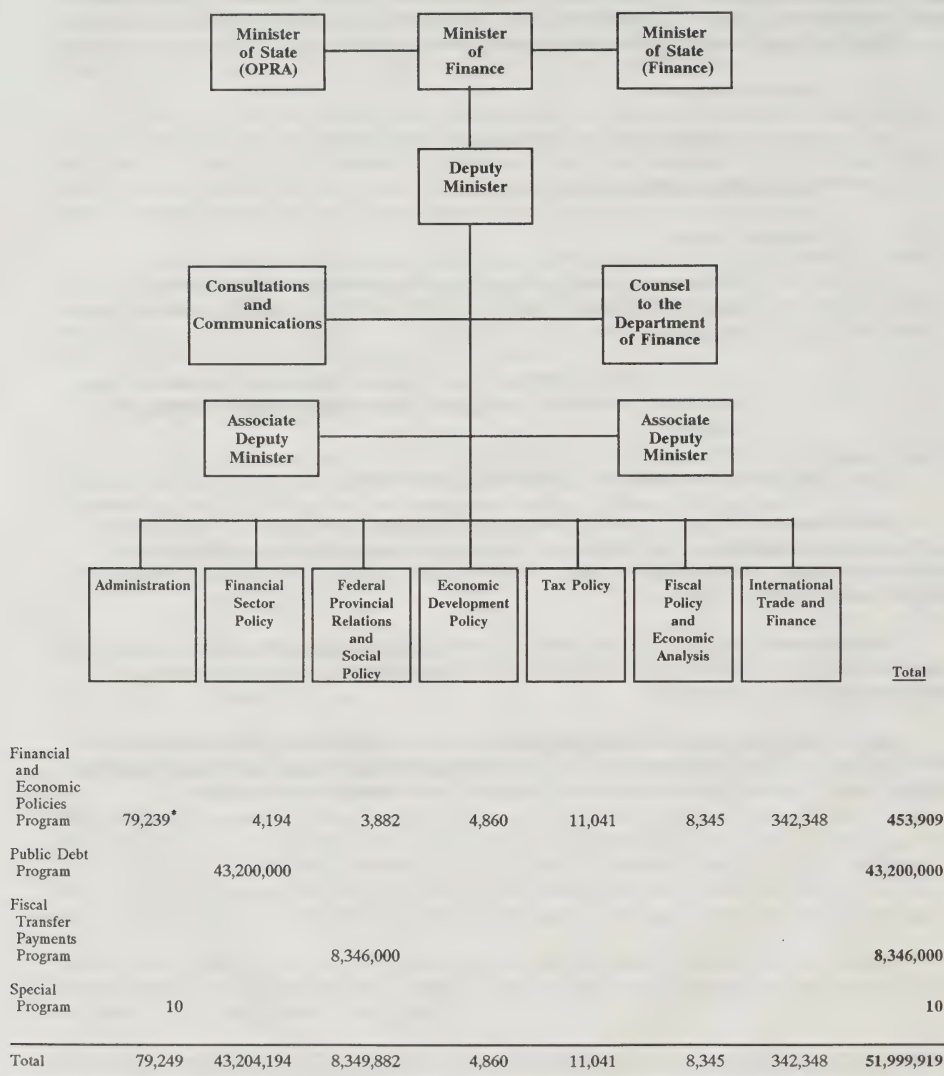 Minister
of State
(OPRA)
Minister
of
Finance
Minister
of State
(Finance)
Deputy
Minister
Consultations
and
Communications
Counsel
to the
Department
of Finance
Associate
Deputy
Minister
Associate
Deputy
Minister
Administration
Financial
Sector
Policy
Federal
Provincial
Relations
and
Social
Policy
Economic
Development
Policy
Tax Policy
Fiscal
Policy
and
Economic
Analysis
International
Trade and
Finance
Total
Financial
and
Economic
Policies
Program 79,239* 4,194 3,882 4,860 11,041 8,345 342,348 453,909
Public Debt
Program 43,200,000 43,200,000
Fiscal
Transfer
Payments
Program 8,346,000 8,346,000
Special
Program 10 10
Total 79,249 43,204,194 8,349,882 4,860 11,041 8,345 342,348 51,999,919